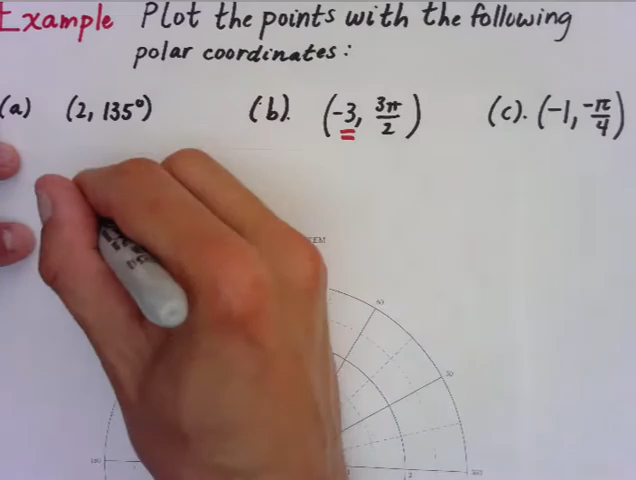 Example Plot the points with the following
polar coordinates:
(a) (2, 135°) (b). (-3, 3π/2) (c). (-1, -π/4)